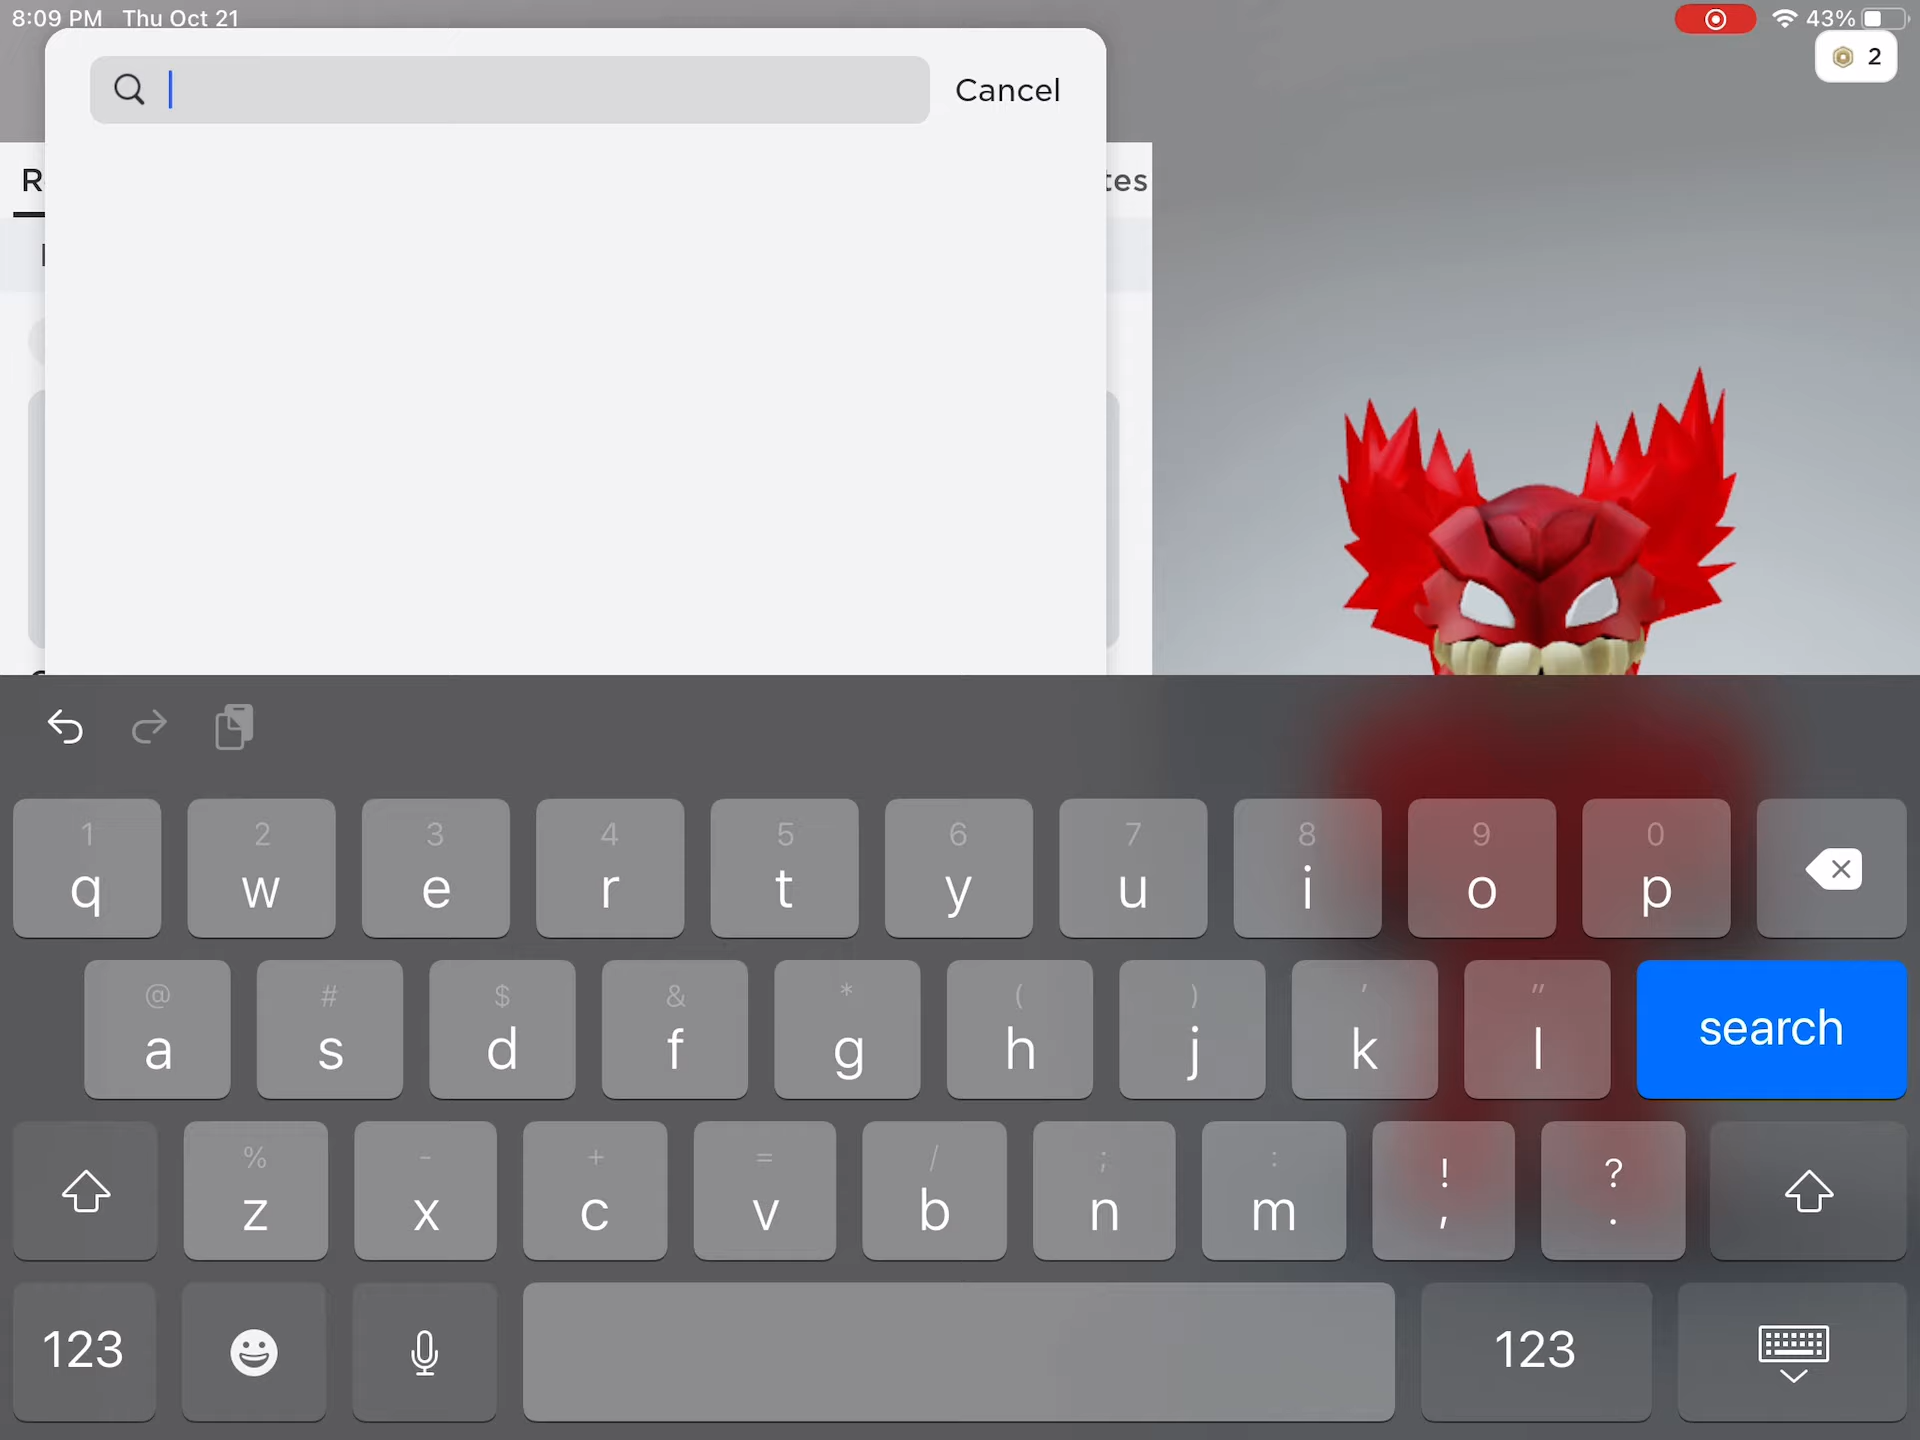 8:09 PM Thu Oct 21
43%
2
Cancel
R
tes
1 2 3 4 5 6 7 8 9 0
q w e r t y u i o p
@ # $ & * ( ) ' "
a s d f g h j k l search
% - + = / ; : ! ?
z x c v b n m , .
123 123